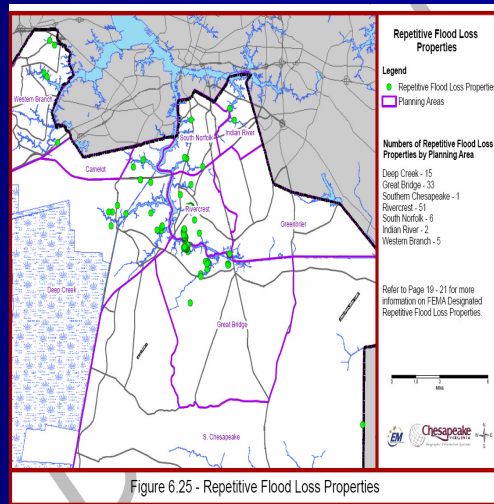 Repetitive Flood Loss
Properties
Legend
Repetitive Flood Loss Properties
Planning Areas
Numbers of Repetitive Flood Loss
Properties by Planning Area
Deep Creek - 15
Great Bridge - 33
Southern Chesapeake - 1
Rivercrest - 51
South Norfolk - 6
Indian River - 2
Western Branch - 5
Refer to Page 19 - 21 for more
information on FEMA Designated
Repetitive Flood Loss Properties.
Miles
EM
Chesapeake
VIRGINIA
Western Branch
South Norfolk
Indian River
Camelot
Rivercrest
Greenbrier
Deep Creek
Great Bridge
S. Chesapeake
Figure 6.25 - Repetitive Flood Loss Properties